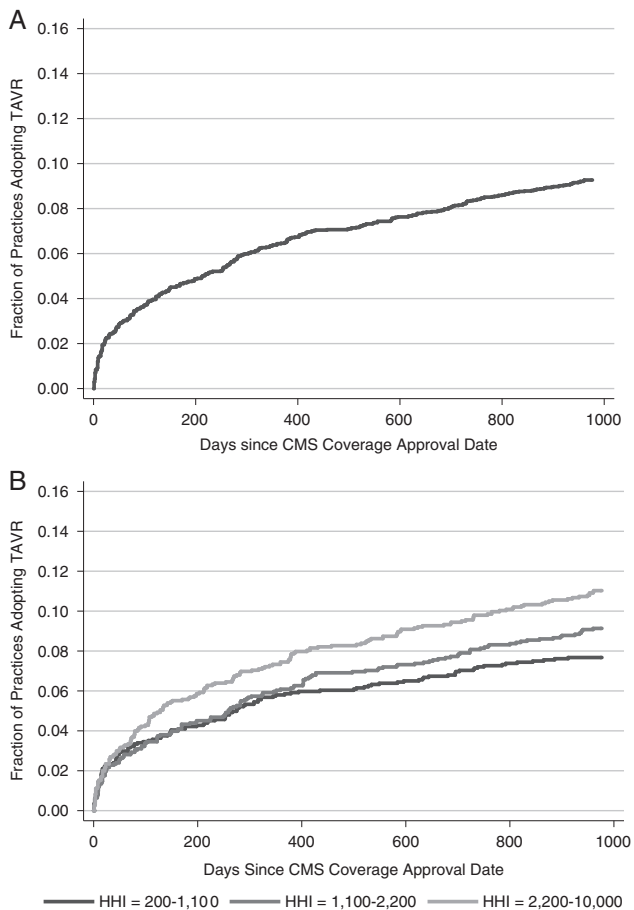 A
Fraction of Practices Adopting TAVR
0.16
0.14
0.12
0.10
0.08
0.06
0.04
0.02
0.00
0 200 400 600 800 1000
Days since CMS Coverage Approval Date
B
Fraction of Practices Adopting TAVR
0.16
0.14
0.12
0.10
0.08
0.06
0.04
0.02
0.00
0 200 400 600 800 1000
Days Since CMS Coverage Approval Date
HHI = 200-1,100 HHI = 1,100-2,200 HHI = 2,200-10,000